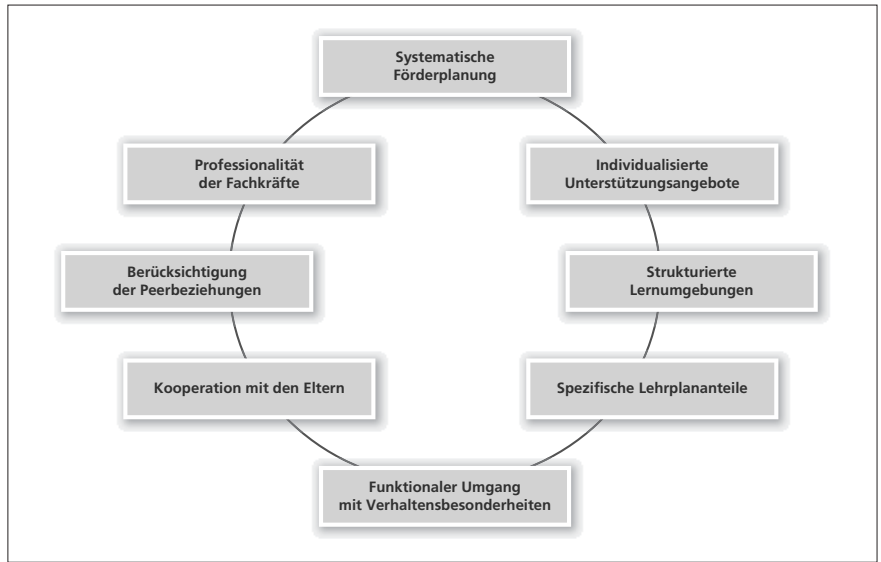 Systematische
Förderplanung
Individualisierte
Unterstützungsangebote
Strukturierte
Lernumgebungen
Spezifische Lehrplananteile
Funktionaler Umgang
mit Verhaltensbesonderheiten
Kooperation mit den Eltern
Berücksichtigung
der Peerbeziehungen
Professionalität
der Fachkräfte